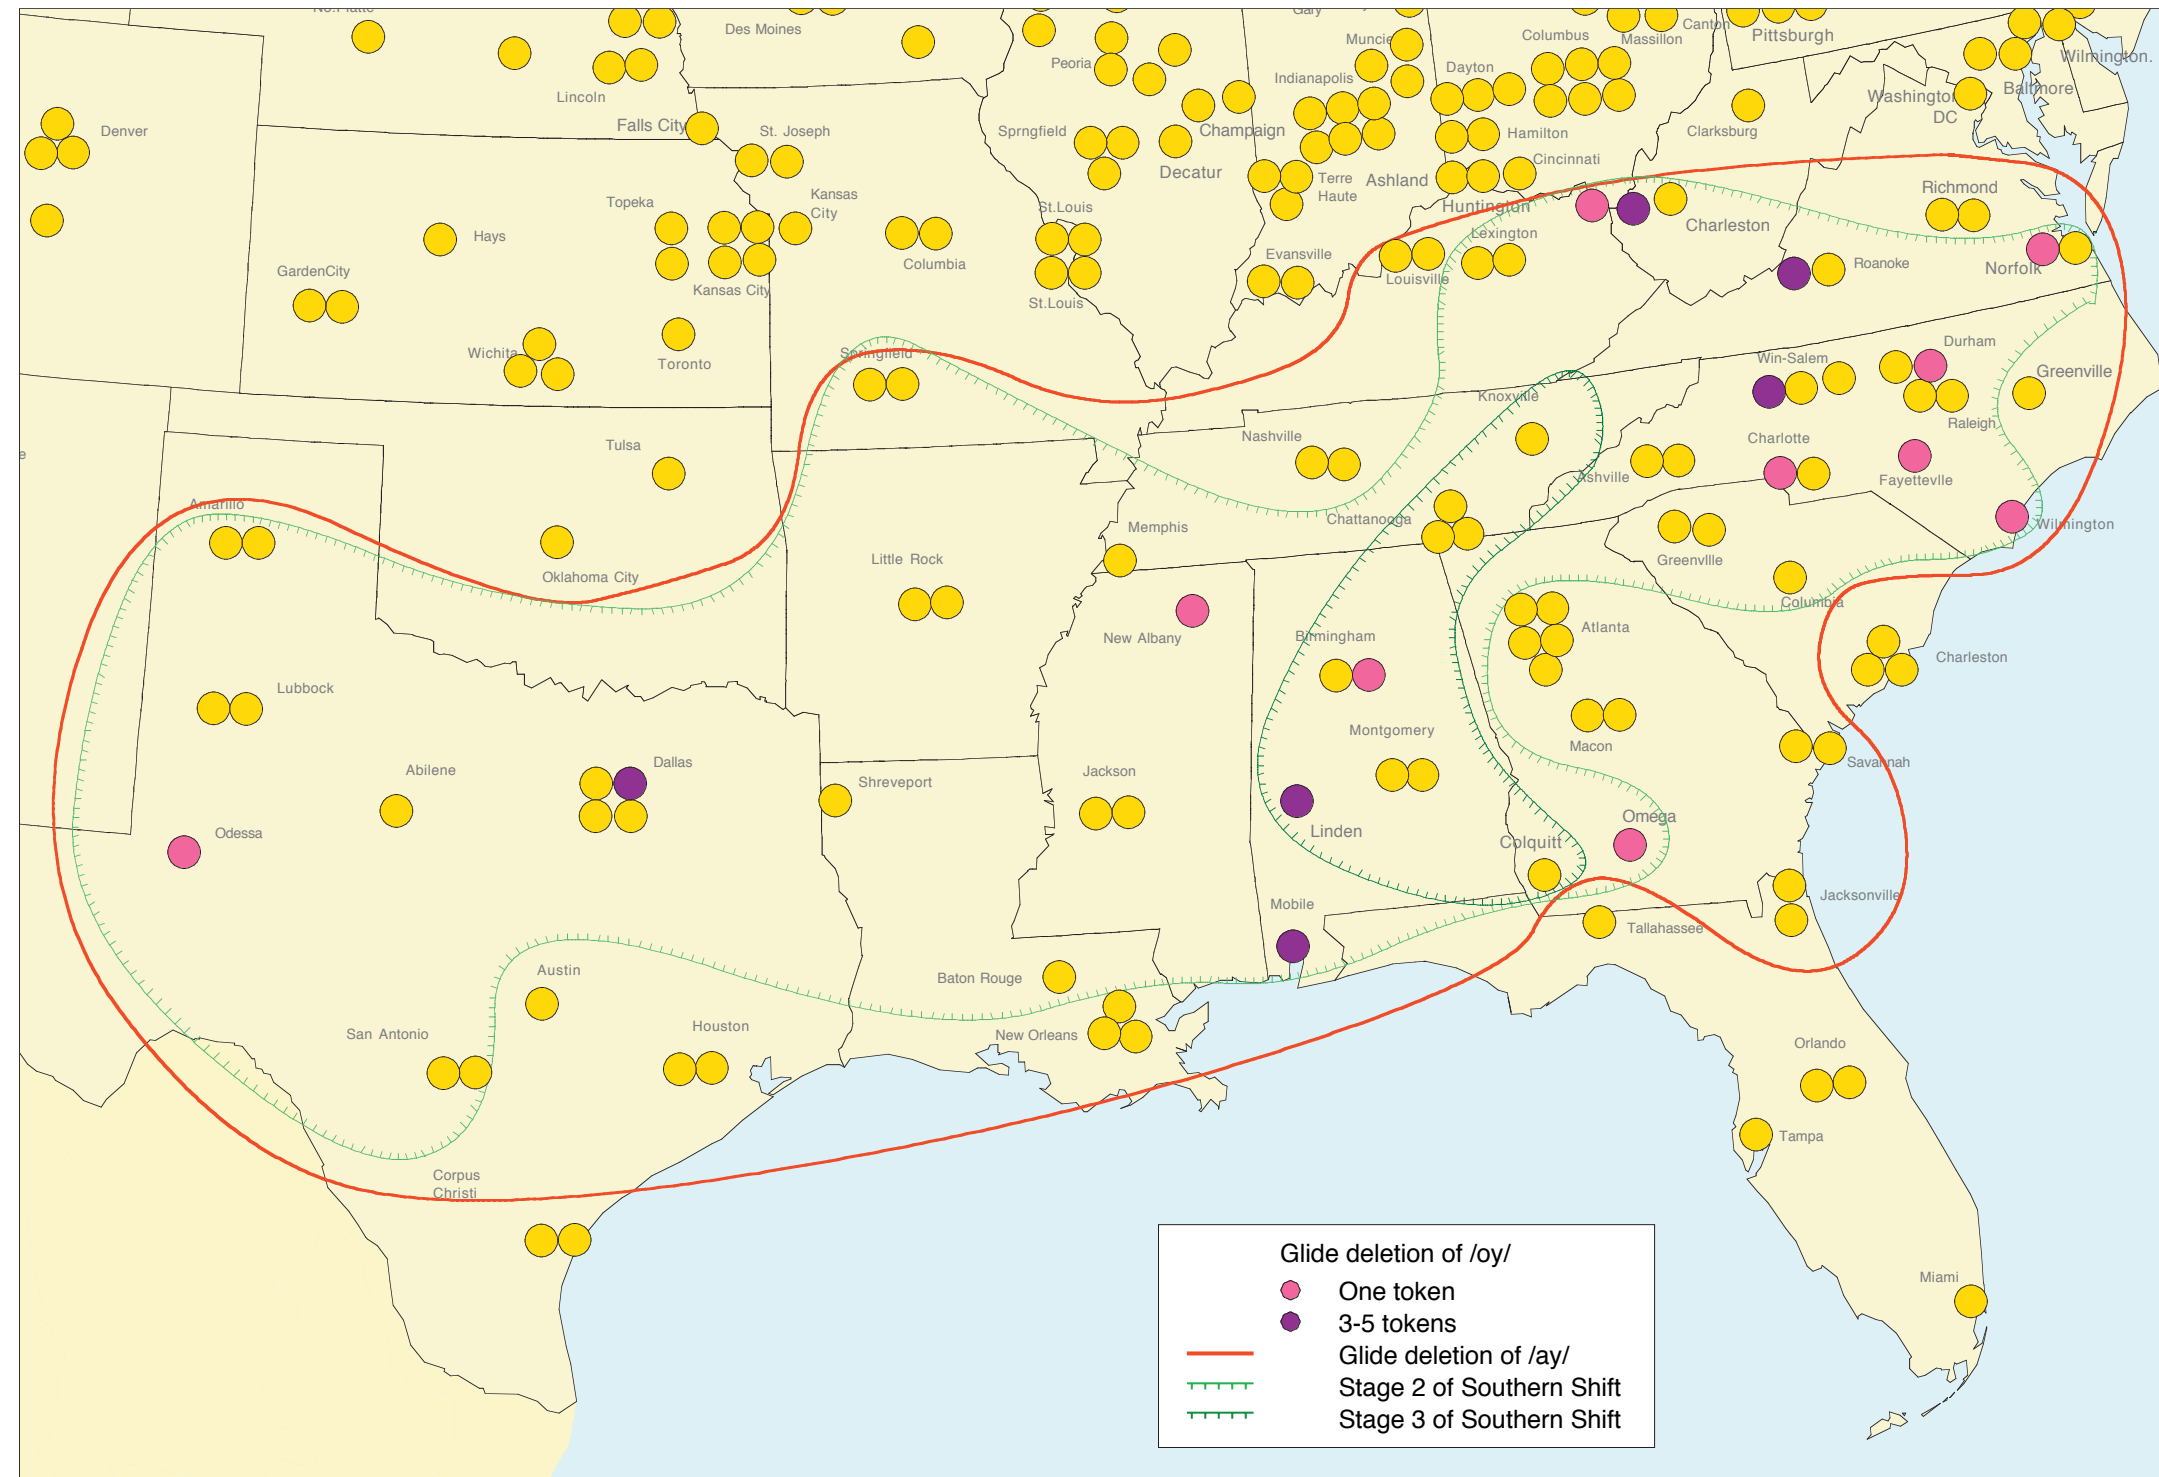 No.Platte
Des Moines
Gary
Canton
Columbus
Massillon
Pittsburgh
Muncie
Wilmington.
Peoria
Dayton
Indianapolis
Lincoln
Baltmore
Washington
DC
Denver
Falls City
St. Joseph
Sprngfield
Champaign
Hamilton
Clarksburg
Decatur
Cincinnati
Terre
Haute
Ashland
Richmond
Kansas
City
Topeka
St.Louis
Huntington
Charleston
Hays
Lexington
Evansville
Columbia
Roanoke
Norfolk
GardenCity
Louisville
Kansas City
St.Louis
Durham
Wichita
Springfield
Toronto
Win-Salem
Greenville
Knoxville
Raleigh
Tulsa
Nashville
Charlotte
e
Ashville
Fayettevlle
Amarillo
Chattanooga
Memphis
Wilmington
Little Rock
Greenvllle
Oklahoma City
Columbia
New Albany
Birmingham
Atlanta
Charleston
Lubbock
Montgomery
Macon
Savannah
Abilene
Dallas
Jackson
Shreveport
Odessa
Linden
Omega
Colquitt
Mobile
Jacksonville
Tallahassee
Austin
Baton Rouge
San Antonio
Houston
New Orleans
Orlando
Tampa
Corpus
Christi
Miami
Glide deletion of /oy/
One token
3-5 tokens
Glide deletion of /ay/
Stage 2 of Southern Shift
Stage 3 of Southern Shift